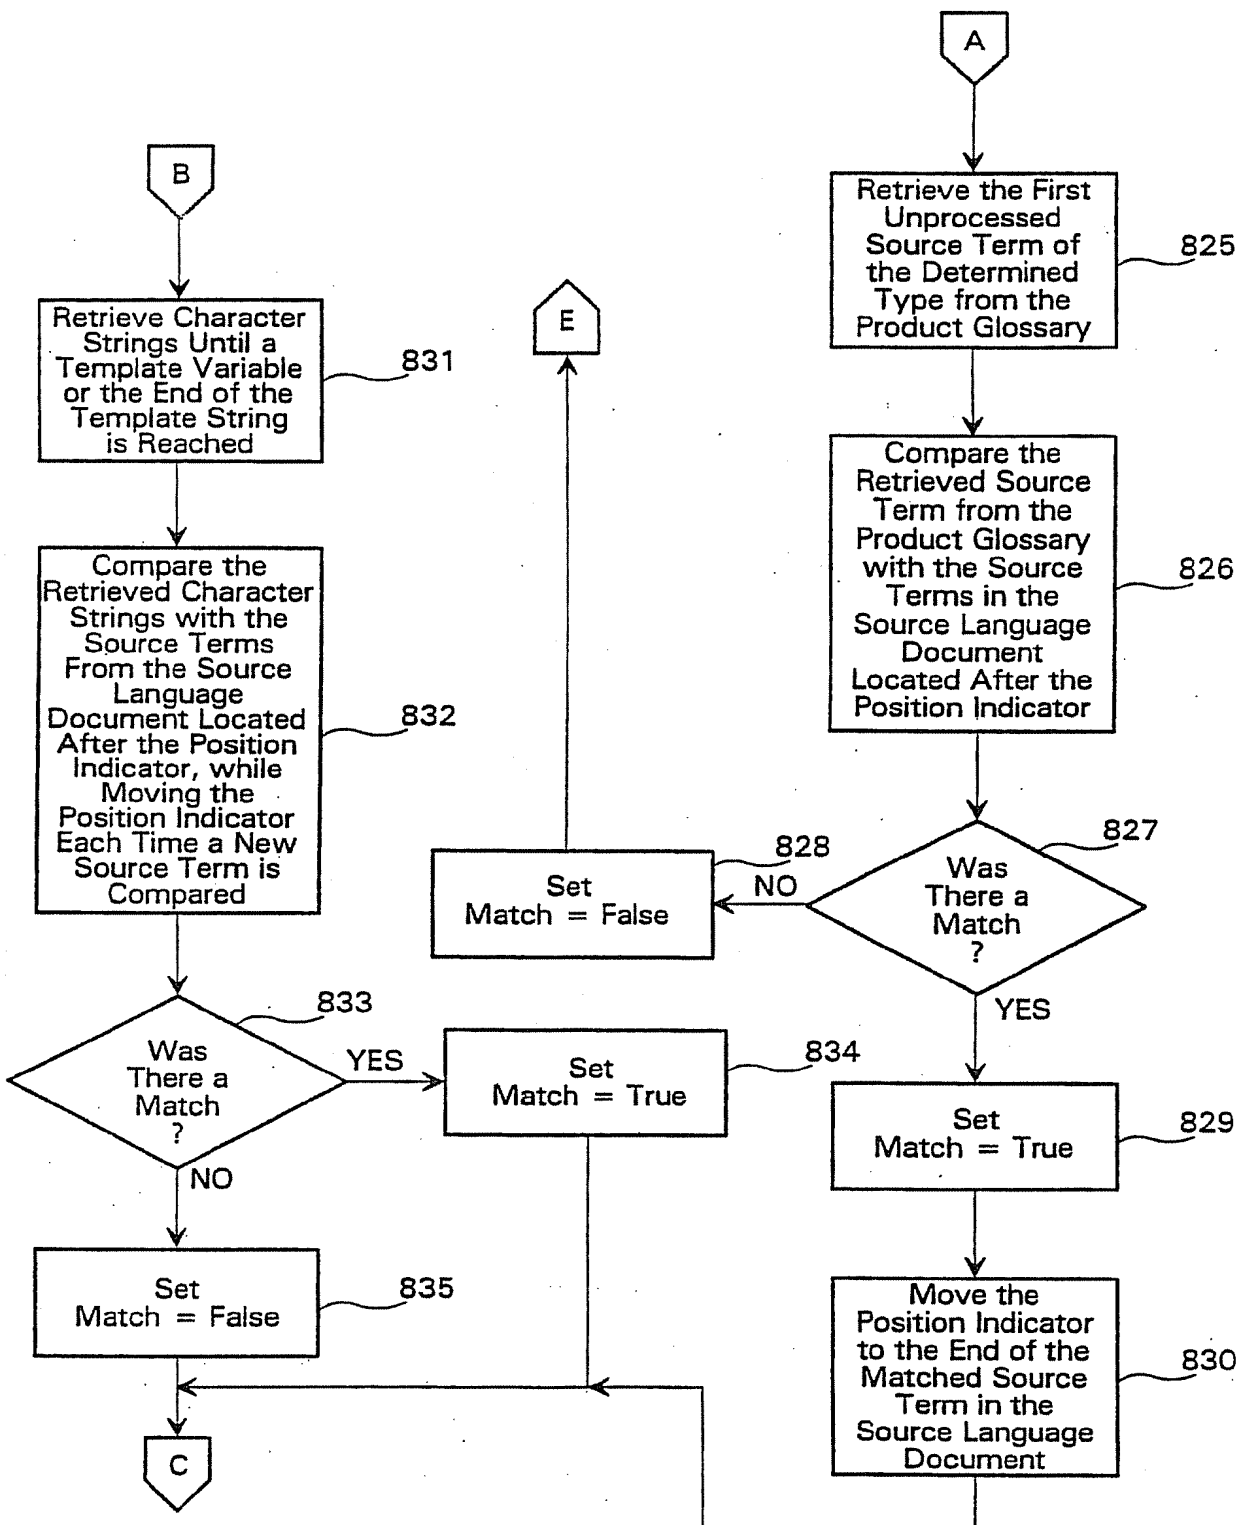 A
Retrieve the First
Unprocessed
Source Term of
the Determined
Type from the
Product Glossary
825
Compare the
Retrieved Source
Term from the
Product Glossary
with the Source
Terms in the
Source Language
Document
Located After the
Position Indicator
826
Was
There a
Match
?
827
NO
YES
Set
Match = False
828
E
Set
Match = True
829
Move the
Position Indicator
to the End of the
Matched Source
Term in the
Source Language
Document
830
B
Retrieve Character
Strings Until a
Template Variable
or the End of the
Template String
is Reached
831
Compare the
Retrieved Character
Strings with the
Source Terms
From the Source
Language
Document Located
After the Position
Indicator, while
Moving the
Position Indicator
Each Time a New
Source Term is
Compared
832
Was
There a
Match
?
833
YES
NO
Set
Match = True
834
Set
Match = False
835
C